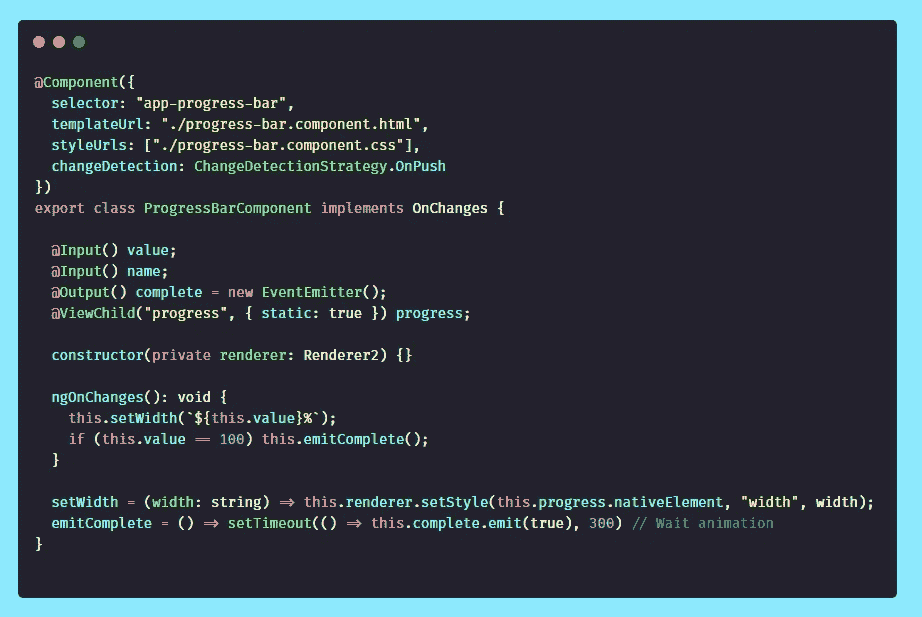 @Component({
  selector: "app-progress-bar",
  templateUrl: "./progress-bar.component.html",
  styleUrls: ["./progress-bar.component.css"],
  changeDetection: ChangeDetectionStrategy.OnPush
})
export class ProgressBarComponent implements OnChanges {

  @Input() value;
  @Input() name;
  @Output() complete = new EventEmitter();
  @ViewChild("progress", { static: true }) progress;

  constructor(private renderer: Renderer2) {}

  ngOnChanges(): void {
    this.setWidth(`${this.value}%`);
    if (this.value == 100) this.emitComplete();
  }

  setWidth = (width: string) => this.renderer.setStyle(this.progress.nativeElement, "width", width);
  emitComplete = () => setTimeout(() => this.complete.emit(true), 300) // Wait animation
}